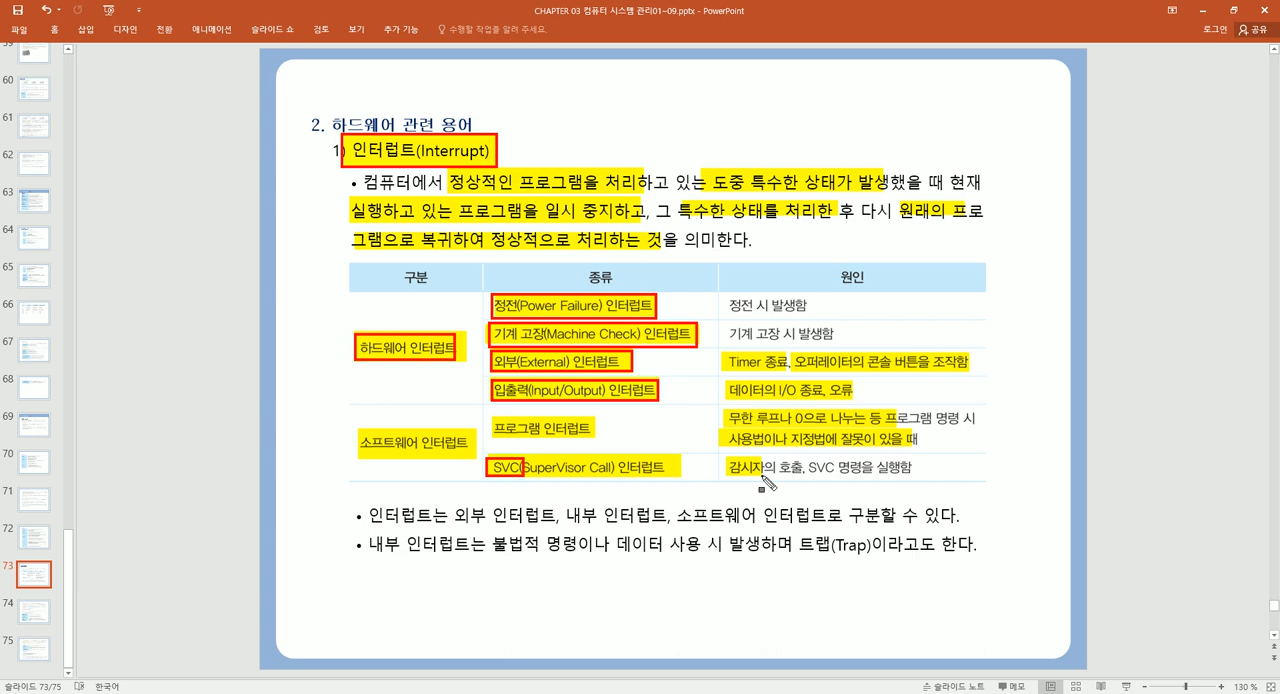 CHAPTER 03 컴퓨터 시스템 관리01~09.pptx - PowerPoint
파일 홈 삽입 디자인 전환 애니메이션 슬라이드 쇼 검토 보기 추가 기능 수행할 작업을 알려 주세요. 로그인 공유
59
60
61
62
63
64
65
66
67
68
69
70
71
72
73
74
75
2. 하드웨어 관련 용어
1) 인터럽트(Interrupt)
• 컴퓨터에서 정상적인 프로그램을 처리하고 있는 도중 특수한 상태가 발생했을 때 현재
실행하고 있는 프로그램을 일시 중지하고, 그 특수한 상태를 처리한 후 다시 원래의 프로
그램으로 복귀하여 정상적으로 처리하는 것을 의미한다.
구분 종류 원인
하드웨어 인터럽트
정전(Power Failure) 인터럽트 정전 시 발생함
기계 고장(Machine Check) 인터럽트 기계 고장 시 발생함
외부(External) 인터럽트 Timer 종료, 오퍼레이터의 콘솔 버튼을 조작함
입출력(Input/Output) 인터럽트 데이터의 I/O 종료, 오류
소프트웨어 인터럽트
프로그램 인터럽트 무한 루프나 0으로 나누는 등 프로그램 명령 시
사용법이나 지정법에 잘못이 있을 때
SVC(SuperVisor Call) 인터럽트 감시자의 호출, SVC 명령을 실행함
• 인터럽트는 외부 인터럽트, 내부 인터럽트, 소프트웨어 인터럽트로 구분할 수 있다.
• 내부 인터럽트는 불법적 명령이나 데이터 사용 시 발생하며 트랩(Trap)이라고도 한다.
슬라이드 73/75 한국어 슬라이드 노트 메모 130 %